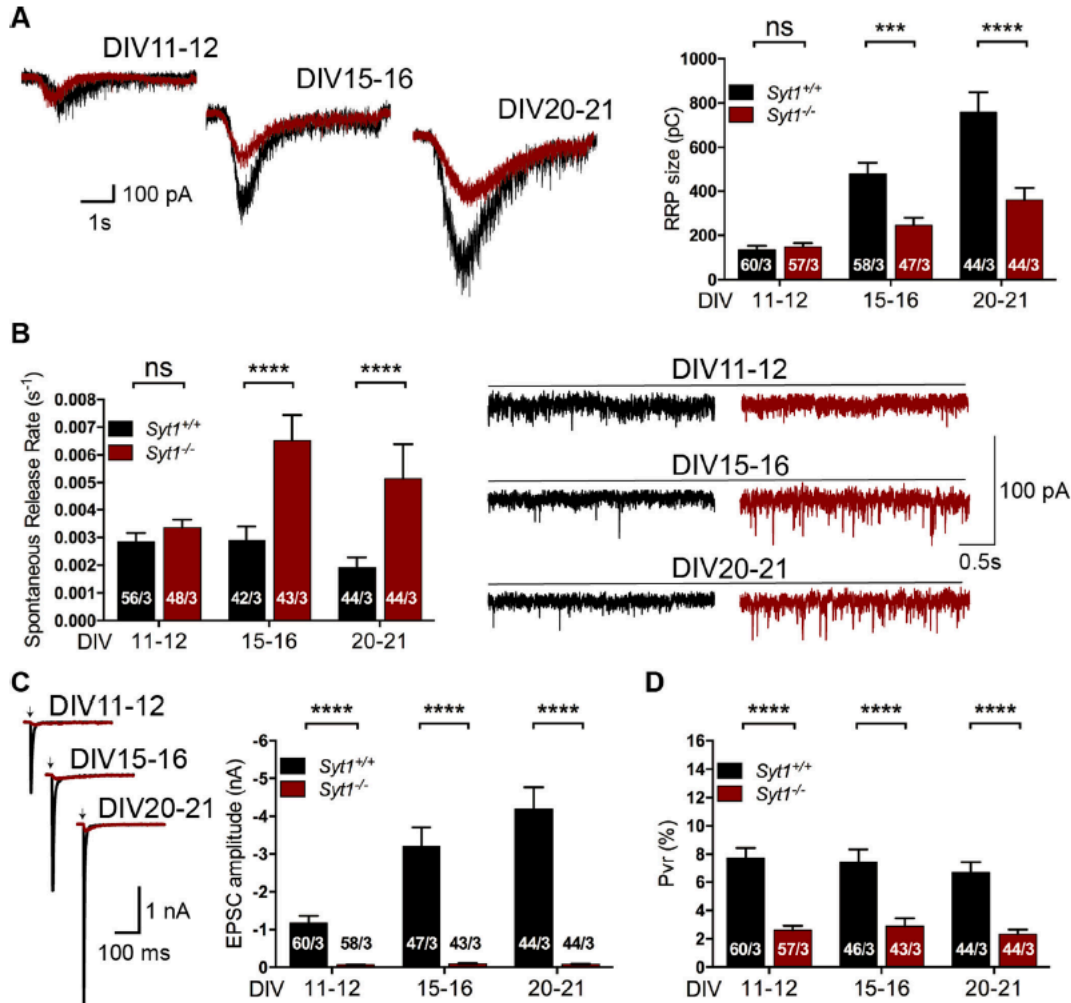 A
DIV11-12
DIV15-16
DIV20-21
100 pA
1s
ns
***
****
1000
800
600
400
200
0
RRP size (pC)
Syt1+/+
Syt1-/-
60/3
57/3
58/3
47/3
44/3
44/3
DIV
11-12
15-16
20-21
B
ns
****
****
0.008
0.007
0.006
0.005
0.004
0.003
0.002
0.001
0.000
Spontaneous Release Rate (s-1)
Syt1+/+
Syt1-/-
56/3
48/3
42/3
43/3
44/3
44/3
DIV
11-12
15-16
20-21
DIV11-12
DIV15-16
DIV20-21
100 pA
0.5s
C
DIV11-12
DIV15-16
DIV20-21
1 nA
100 ms
****
****
****
-6
-5
-4
-3
-2
-1
0
EPSC amplitude (nA)
Syt1+/+
Syt1-/-
60/3
58/3
47/3
43/3
44/3
44/3
DIV
11-12
15-16
20-21
D
****
****
****
16
14
12
10
8
6
4
2
0
Pvr (%)
Syt1+/+
Syt1-/-
60/3
57/3
46/3
43/3
44/3
44/3
DIV
11-12
15-16
20-21